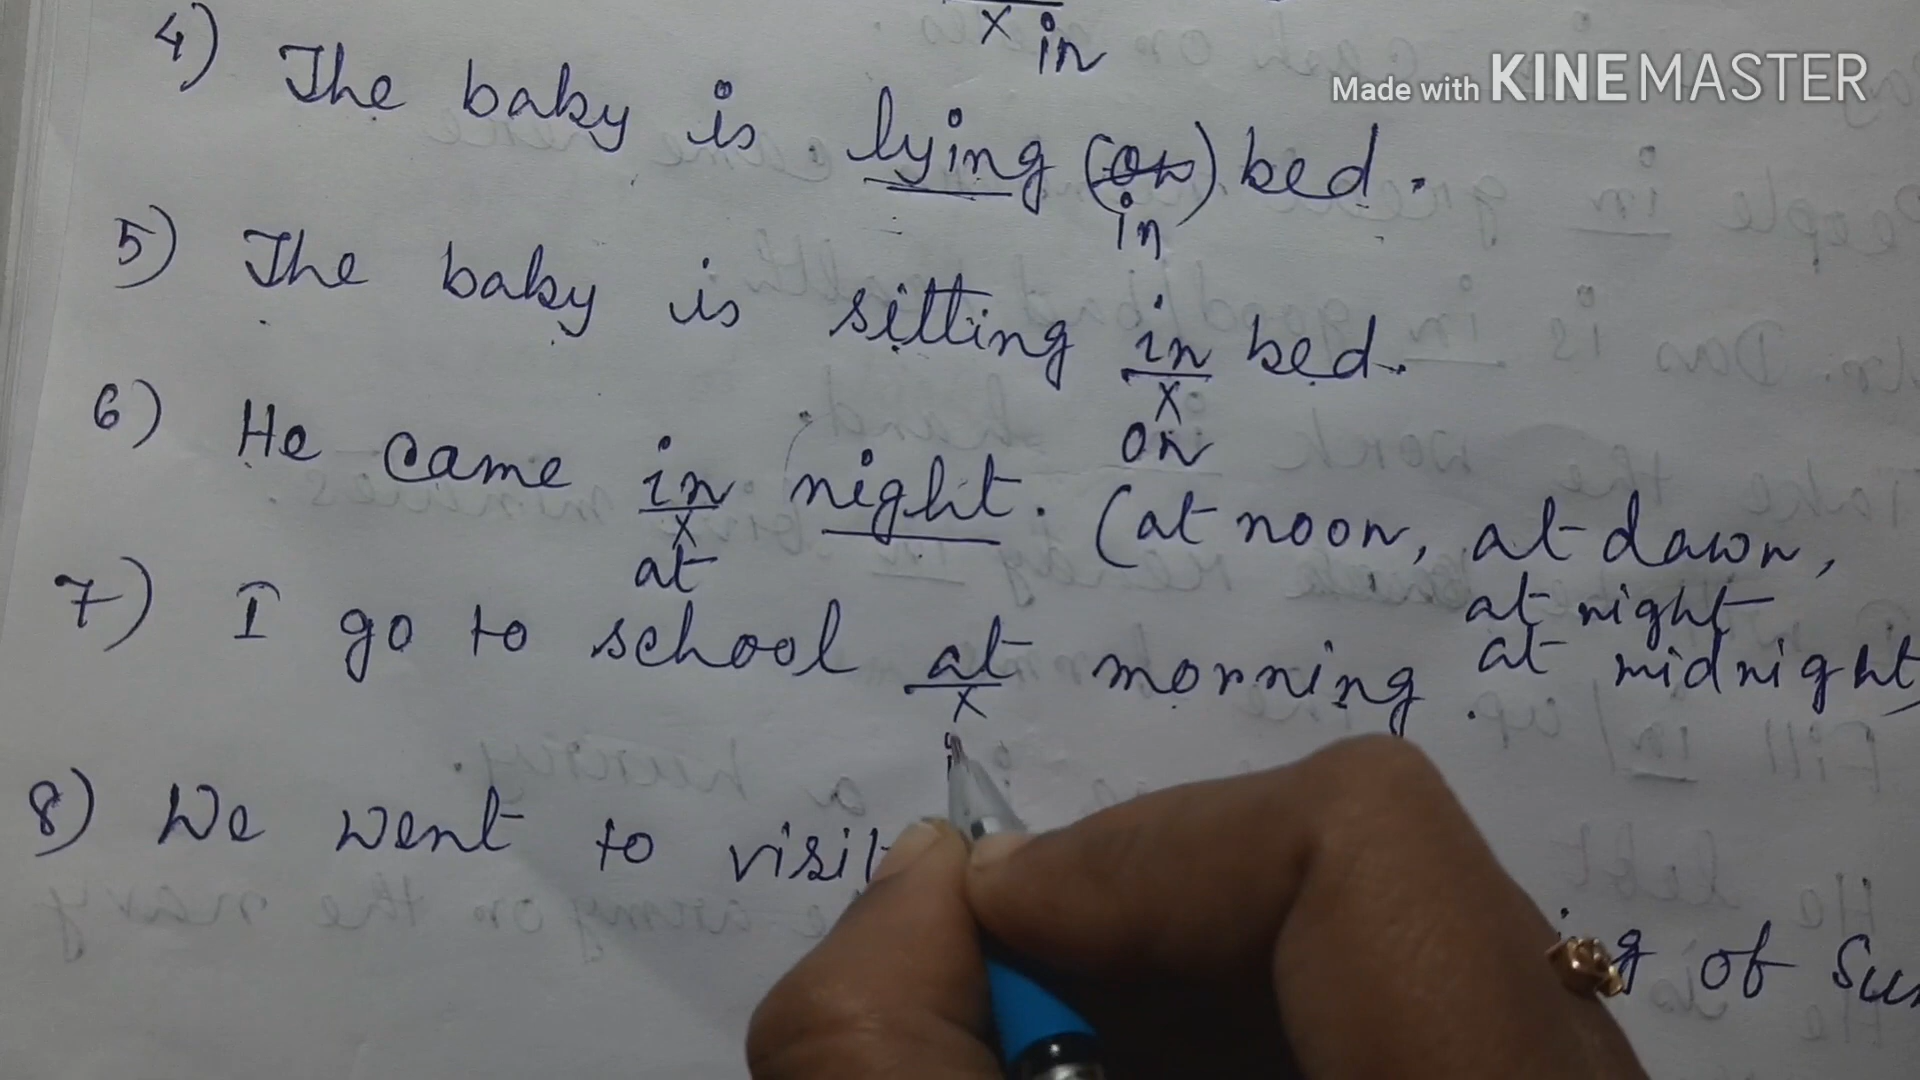 x in
Made with KINEMASTER
4) The baby is lying (on) bed.
in
5) The baby is sitting in bed.
x
on
6) He came in night. (at noon, at dawn,
x
at
at night
at midnight)
7) I go to school at morning.
x
8) We went to visit
of Sun